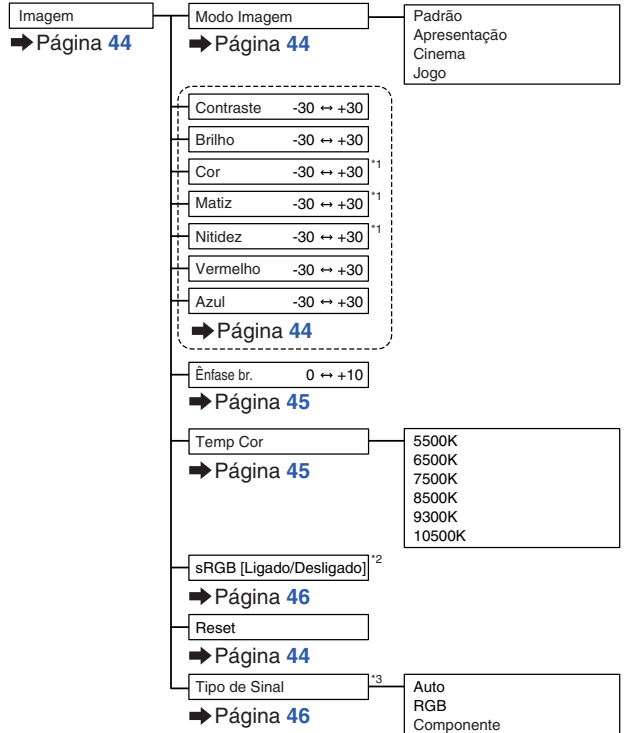 Imagem
➡Página 44
Modo Imagem
➡Página 44
Padrão
Apresentação
Cinema
Jogo
Contraste -30 ↔ +30
Brilho -30 ↔ +30
Cor -30 ↔ +30 *1
Matiz -30 ↔ +30 *1
Nitidez -30 ↔ +30 *1
Vermelho -30 ↔ +30
Azul -30 ↔ +30
➡Página 44
Ênfase br. 0 ↔ +10
➡Página 45
Temp Cor
➡Página 45
5500K
6500K
7500K
8500K
9300K
10500K
sRGB [Ligado/Desligado] *2
➡Página 46
Reset
➡Página 44
Tipo de Sinal *3
➡Página 46
Auto
RGB
Componente